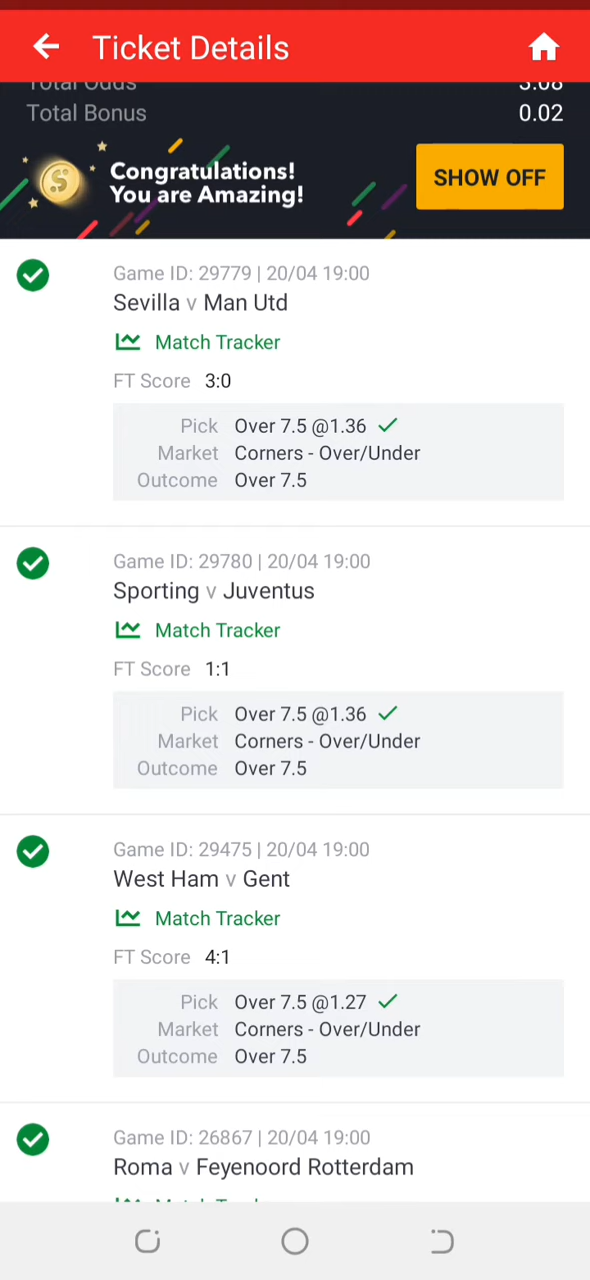 Ticket Details
Total Odds 3.08
Total Bonus 0.02
Congratulations!
You are Amazing!
SHOW OFF
Game ID: 29779 | 20/04 19:00
Sevilla v Man Utd
Match Tracker
FT Score 3:0
Pick Over 7.5 @1.36
Market Corners - Over/Under
Outcome Over 7.5
Game ID: 29780 | 20/04 19:00
Sporting v Juventus
Match Tracker
FT Score 1:1
Pick Over 7.5 @1.36
Market Corners - Over/Under
Outcome Over 7.5
Game ID: 29475 | 20/04 19:00
West Ham v Gent
Match Tracker
FT Score 4:1
Pick Over 7.5 @1.27
Market Corners - Over/Under
Outcome Over 7.5
Game ID: 26867 | 20/04 19:00
Roma v Feyenoord Rotterdam